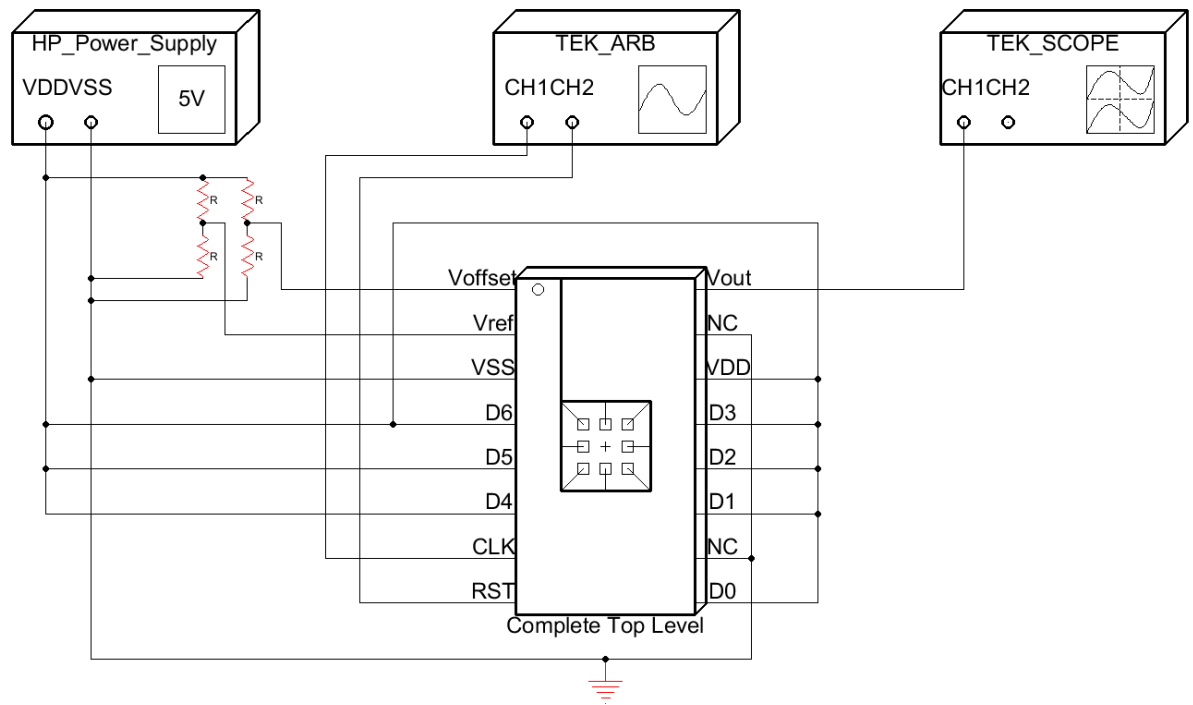 HP_Power_Supply
VDDVSS
5V
TEK_ARB
CH1CH2
TEK_SCOPE
CH1CH2
R
R
R
R
Voffset
Vout
Vref
NC
VSS
VDD
D6
D3
D5
D2
D4
D1
CLK
NC
RST
D0
Complete Top Level